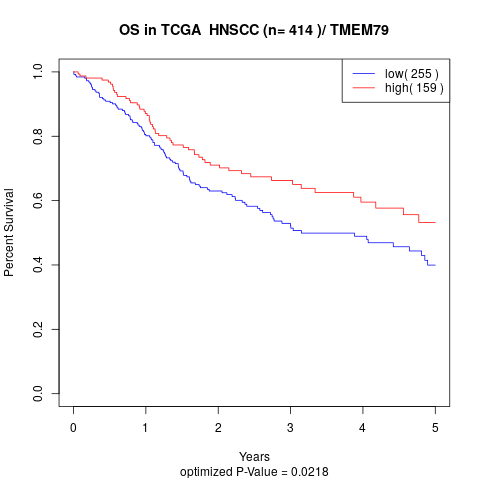 OS in TCGA  HNSCC (n= 414 )/ TMEM79
low( 255 )
high( 159 )
Percent Survival
1.0
0.8
0.6
0.4
0.2
0.0
0 1 2 3 4 5
Years
optimized P-Value = 0.0218